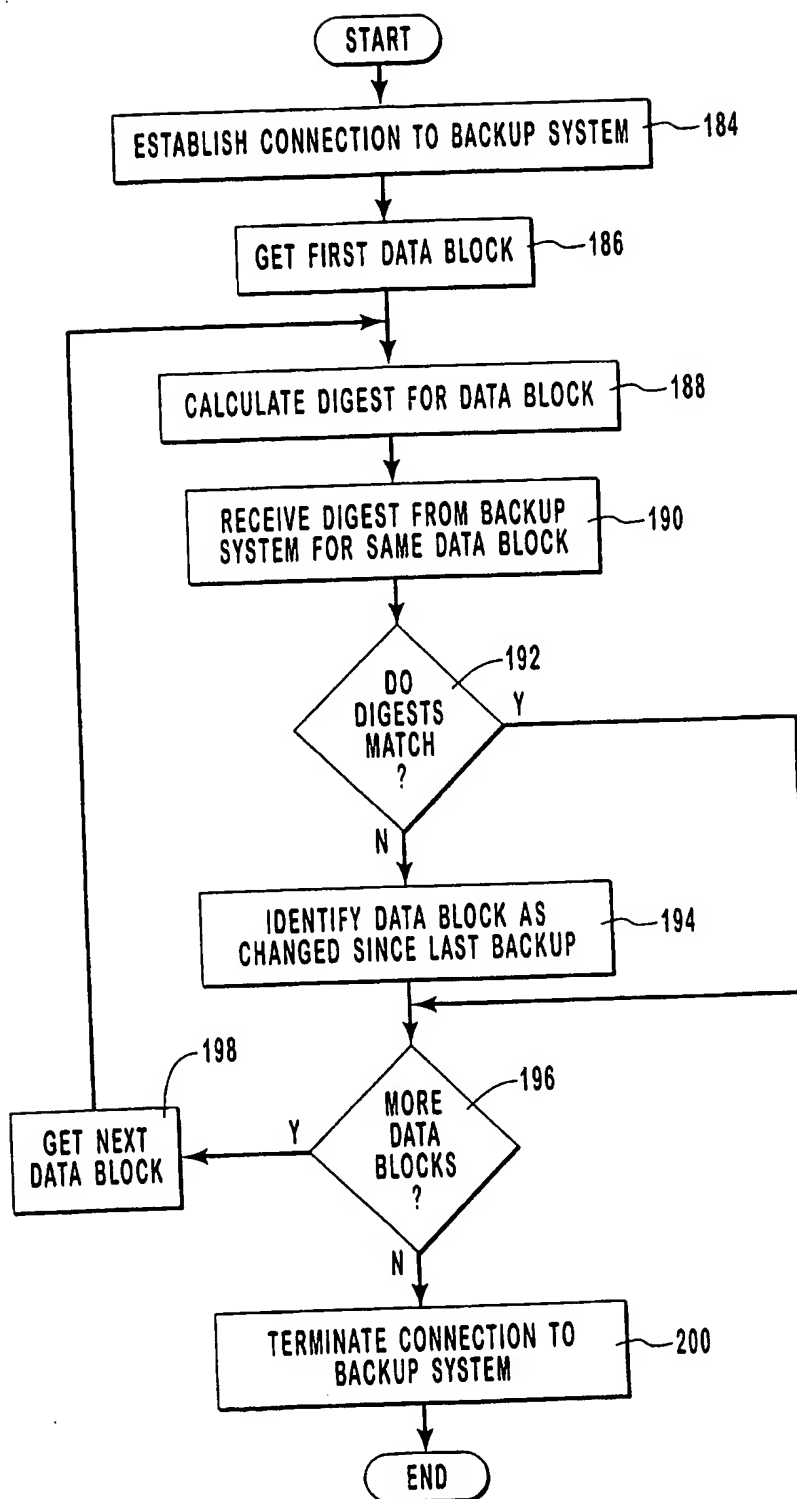 START
ESTABLISH CONNECTION TO BACKUP SYSTEM
184
GET FIRST DATA BLOCK
186
CALCULATE DIGEST FOR DATA BLOCK
188
RECEIVE DIGEST FROM BACKUP
SYSTEM FOR SAME DATA BLOCK
190
DO
DIGESTS
MATCH
?
192
Y
N
IDENTIFY DATA BLOCK AS
CHANGED SINCE LAST BACKUP
194
MORE
DATA
BLOCKS
?
196
Y
198
GET NEXT
DATA BLOCK
N
TERMINATE CONNECTION TO
BACKUP SYSTEM
200
END